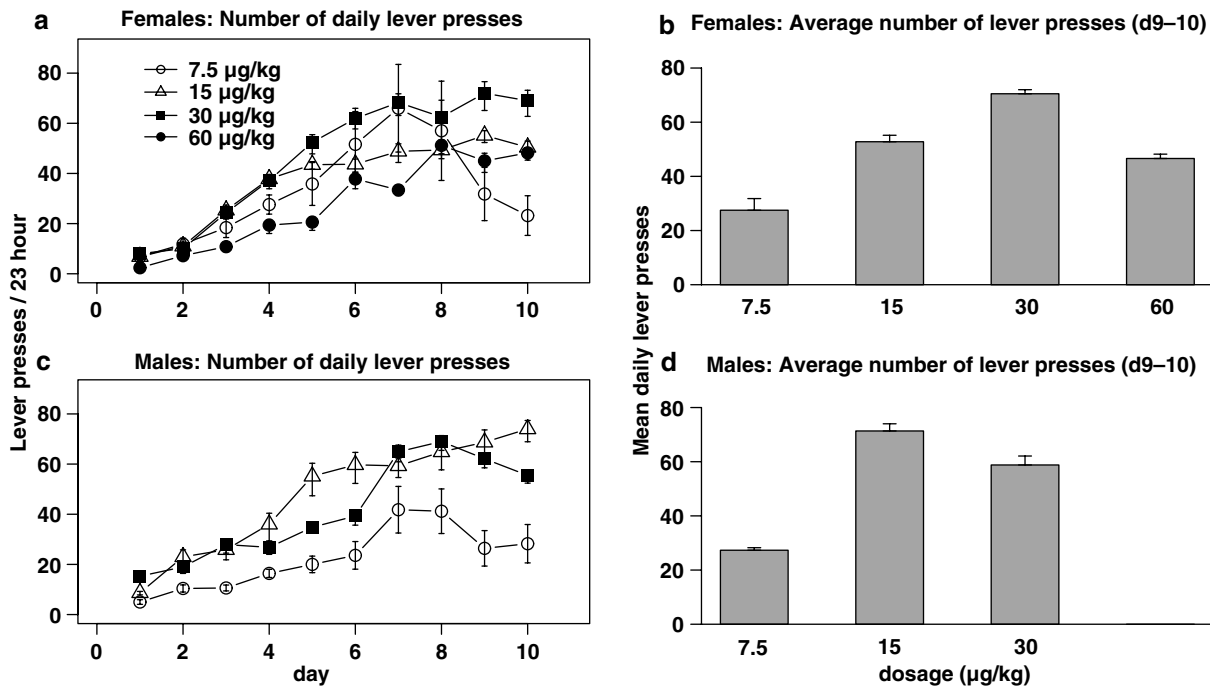 a Females: Number of daily lever presses
80
60
40
20
0
7.5 µg/kg
15 µg/kg
30 µg/kg
60 µg/kg
0 2 4 6 8 10
Lever presses / 23 hour
b Females: Average number of lever presses (d9–10)
80
60
40
20
0
7.5 15 30 60
Mean daily lever presses
c Males: Number of daily lever presses
80
60
40
20
0
0 2 4 6 8 10
day
d Males: Average number of lever presses (d9–10)
80
60
40
20
0
7.5 15 30
dosage (µg/kg)